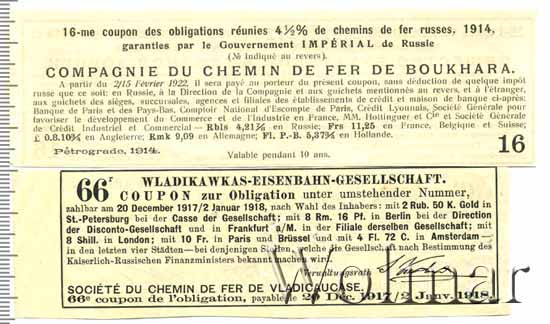 16-me coupon des obligations réunies 4½% de chemins de fer russes, 1914,
garanties par le Gouvernement IMPÉRIAL de Russie
(№ indiqué au revers).
COMPAGNIE DU CHEMIN DE FER DE BOUKHARA.
A partir du 2/15 Février 1922, il sera payé au porteur du présent coupon, sans déduction de quelque impôt
russe que ce soit: en Russie, à la Direction de la Compagnie et aux guichets mentionnés au revers, et à l'étranger,
aux guichets des sièges, succursales, agences et filiales des établissements de crédit et maison de banque ci-après:
Banque de Paris et des Pays-Bas, Comptoir National d'Escompte de Paris, Crédit Lyonnais, Société Générale pour
favoriser le développement du Commerce et de l'Industrie en France, MM. Hottinguer et Cie et Société Générale
de Crédit Industriel et Commercial — Rbls 4,21⅞ en Russie; Frs 11,25 en France, Belgique et Suisse;
£ 0.8.10¾ en Angleterre; Rmk 9,09 en Allemagne; Fl. P.-B. 5,37¾ en Hollande.
Pétrograde, 1914.
Valable pendant 10 ans.
16
66r WLADIKAWKAS-EISENBAHN-GESELLSCHAFT.
COUPON zur Obligation unter umstehender Nummer,
zahlbar am 20 December 1917/2 Januar 1918, nach Wahl des Inhabers: mit 2 Rub. 50 K. Gold in
St.-Petersburg bei der Casse der Gesellschaft; mit 8 Rm. 16 Pf. in Berlin bei der Direction
der Disconto-Gesellschaft und in Frankfurt a/M. in der Filiale derselben Gesellschaft; mit
8 Shill. in London; mit 10 Fr. in Paris und Brüssel und mit 4 Fl. 72 C. in Amsterdam —
in den letzten vier Städten — bei denjenigen Stellen, welche die Gesellschaft nach Bestimmung des
Kaiserlich-Russischen Finanzministers bekannt machen wird.
Verwaltungsrath
SOCIÉTÉ DU CHEMIN DE FER DE VLADICAUCASE.
66e coupon de l'obligation, payable le 20 Déc. 1917/2 Janv. 1918.
Wolmar